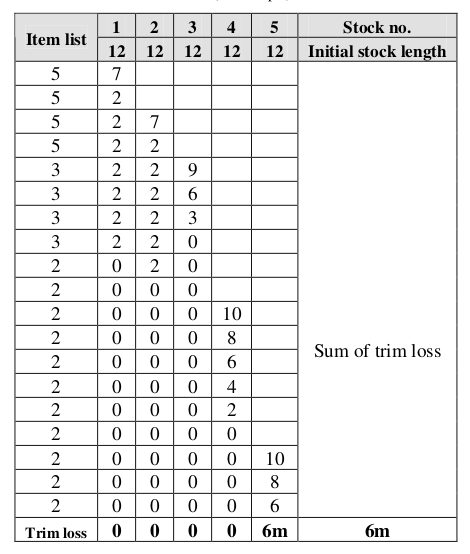 Item list 1 2 3 4 5 Stock no.
12 12 12 12 12 Initial stock length
5 7
5 2
5 2 7
5 2 2
3 2 2 9
3 2 2 6
3 2 2 3
3 2 2 0
2 0 2 0
2 0 0 0
2 0 0 0 10
2 0 0 0 8
2 0 0 0 6 Sum of trim loss
2 0 0 0 4
2 0 0 0 2
2 0 0 0 0
2 0 0 0 0 10
2 0 0 0 0 8
2 0 0 0 0 6
Trim loss 0 0 0 0 6m 6m